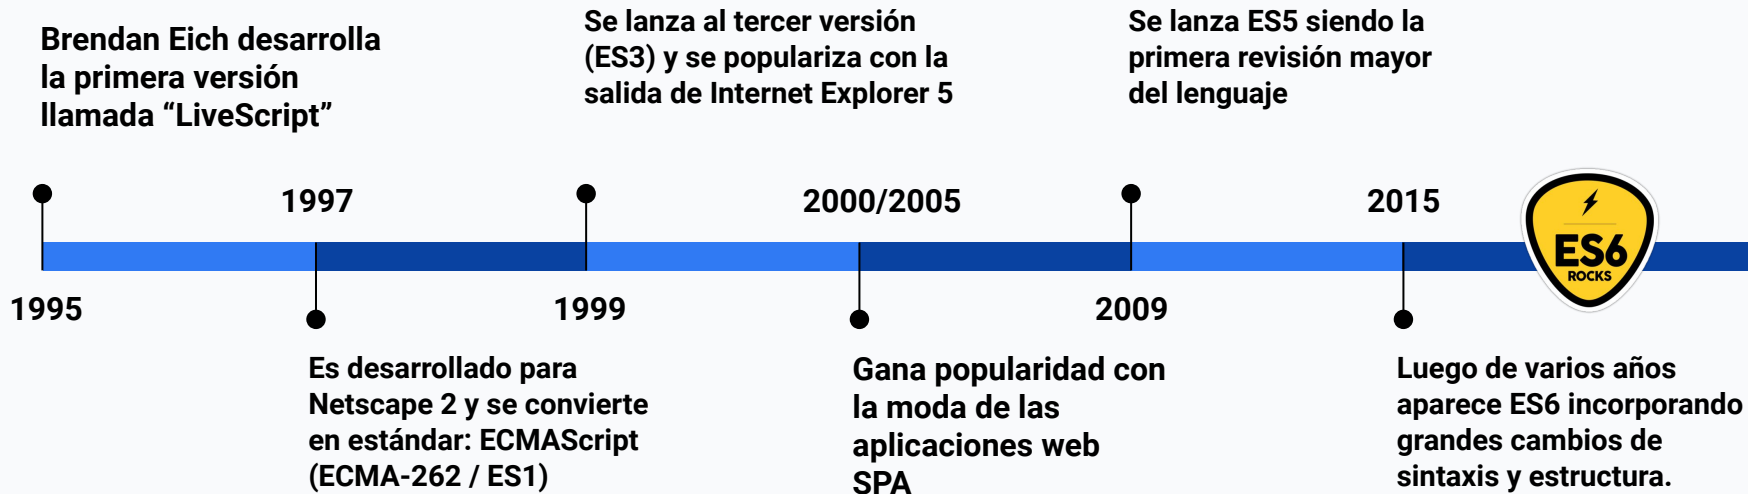 Brendan Eich desarrolla
la primera versión
llamada “LiveScript”
1995
1997
Es desarrollado para
Netscape 2 y se convierte
en estándar: ECMAScript
(ECMA-262 / ES1)
Se lanza al tercer versión
(ES3) y se populariza con la
salida de Internet Explorer 5
1999
2000/2005
Gana popularidad con
la moda de las
aplicaciones web
SPA
Se lanza ES5 siendo la
primera revisión mayor
del lenguaje
2009
2015
Luego de varios años
aparece ES6 incorporando
grandes cambios de
sintaxis y estructura.
ES6
ROCKS